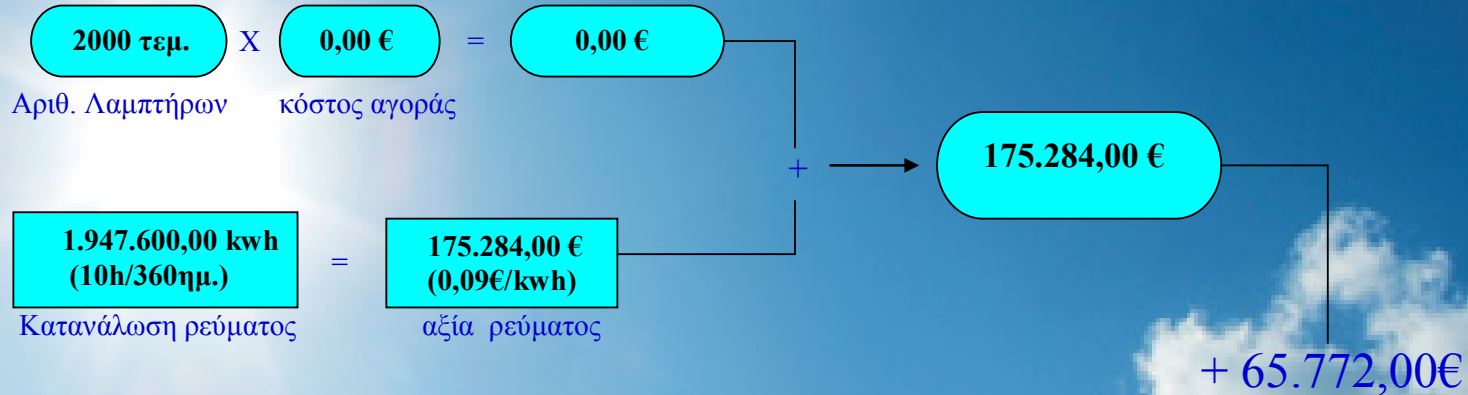 2000 τεμ. X 0,00 € = 0,00 €
Αριθ. Λαμπτήρων κόστος αγοράς
+ 175.284,00 €
1.947.600,00 kwh
(10h/360ημ.)
=
175.284,00 €
(0,09€/kwh)
Κατανάλωση ρεύματος αξία ρεύματος
+ 65.772,00€